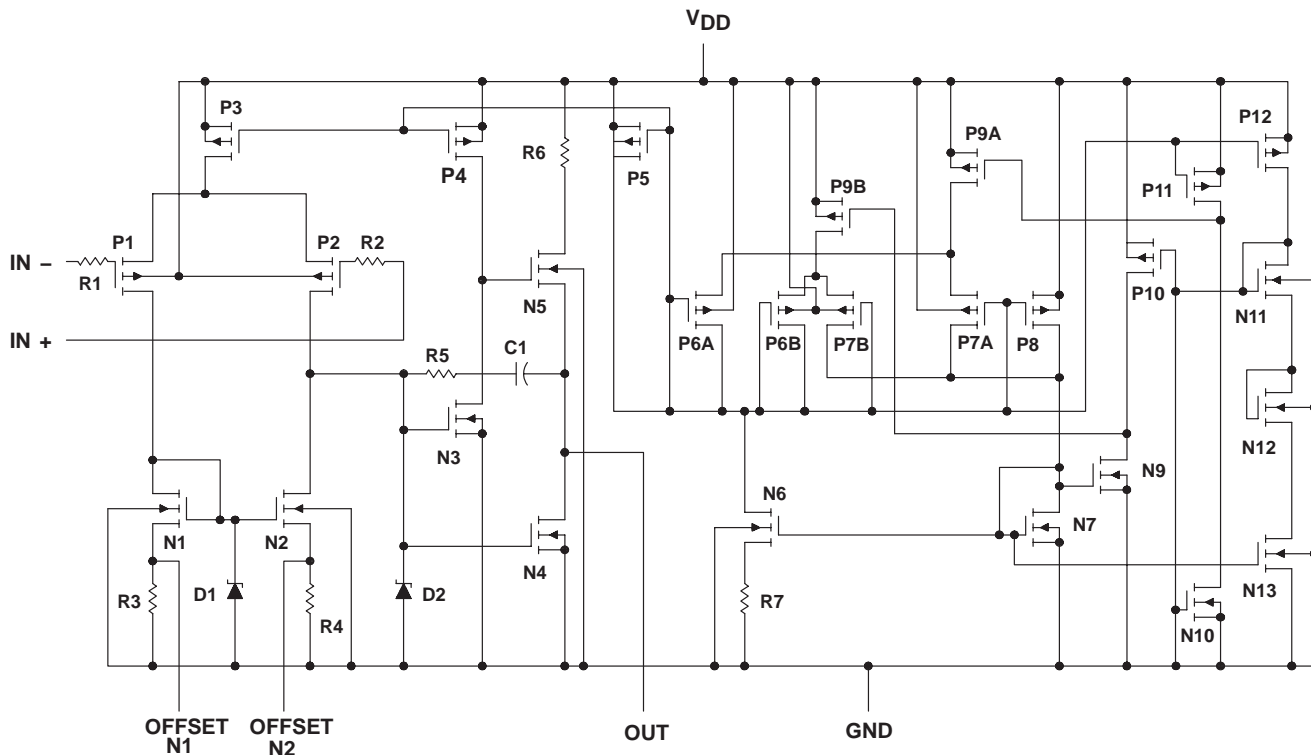 VDD
P3
P4
R6
P5
P9B
P9A
P12
P11
P1
P2
R2
IN –
R1
N5
P10
N11
IN +
P6A
P6B
P7B
P7A
P8
R5
C1
N3
N12
N9
N1
N2
N4
N6
N7
N13
R3
D1
R4
D2
R7
N10
OFFSET
N1
OFFSET
N2
OUT
GND